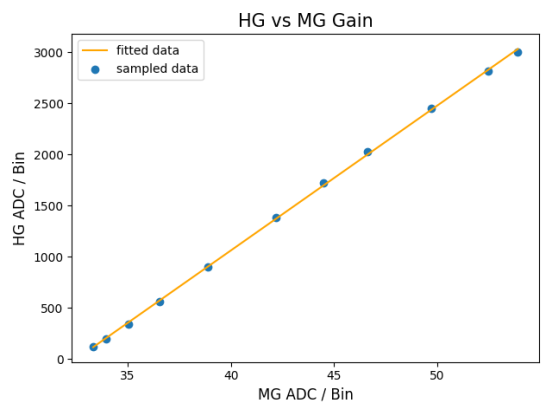 HG vs MG Gain
fitted data
sampled data
HG ADC / Bin
3000
2500
2000
1500
1000
500
0
35
40
45
50
MG ADC / Bin